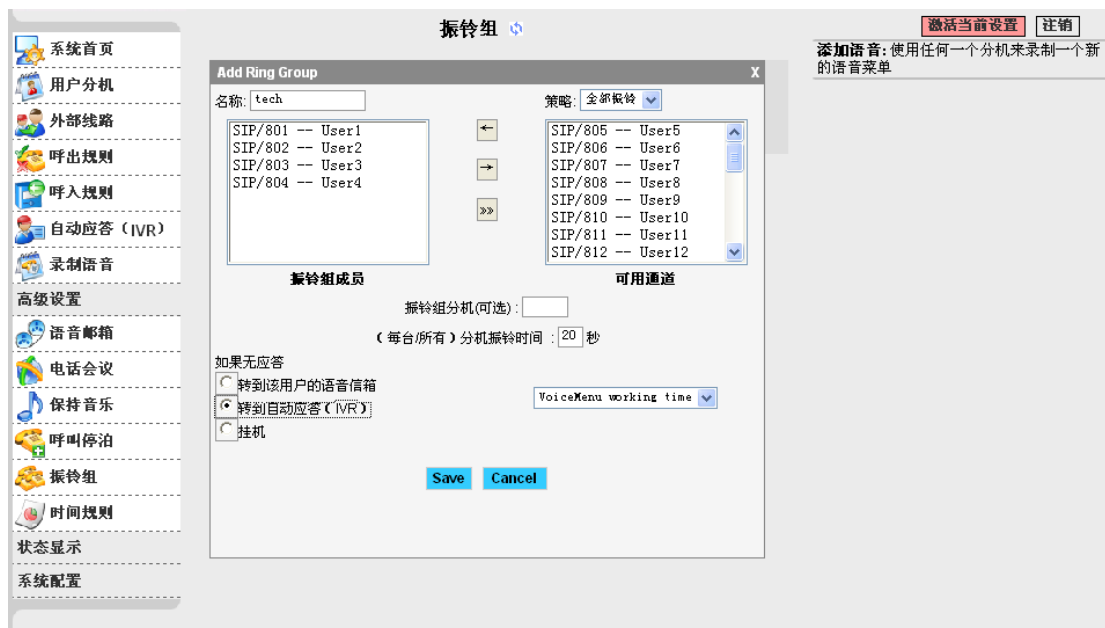 振铃组
激活当前设置
注销
添加语音:使用任何一个分机来录制一个新
的语音菜单
系统首页
用户分机
外部线路
呼出规则
呼入规则
自动应答（IVR）
录制语音
高级设置
语音邮箱
电话会议
保持音乐
呼叫停泊
振铃组
时间规则
状态显示
系统配置
Add Ring Group
X
名称: tech
策略: 全部振铃
SIP/801 -- User1
SIP/802 -- User2
SIP/803 -- User3
SIP/804 -- User4
SIP/805 -- User5
SIP/806 -- User6
SIP/807 -- User7
SIP/808 -- User8
SIP/809 -- User9
SIP/810 -- User10
SIP/811 -- User11
SIP/812 -- User12
振铃组成员
可用通道
振铃组分机(可选) :
（每台/所有）分机振铃时间 : 20 秒
如果无应答
转到该用户的语音信箱
转到自动应答（IVR）
VoiceMenu working time
挂机
Save
Cancel